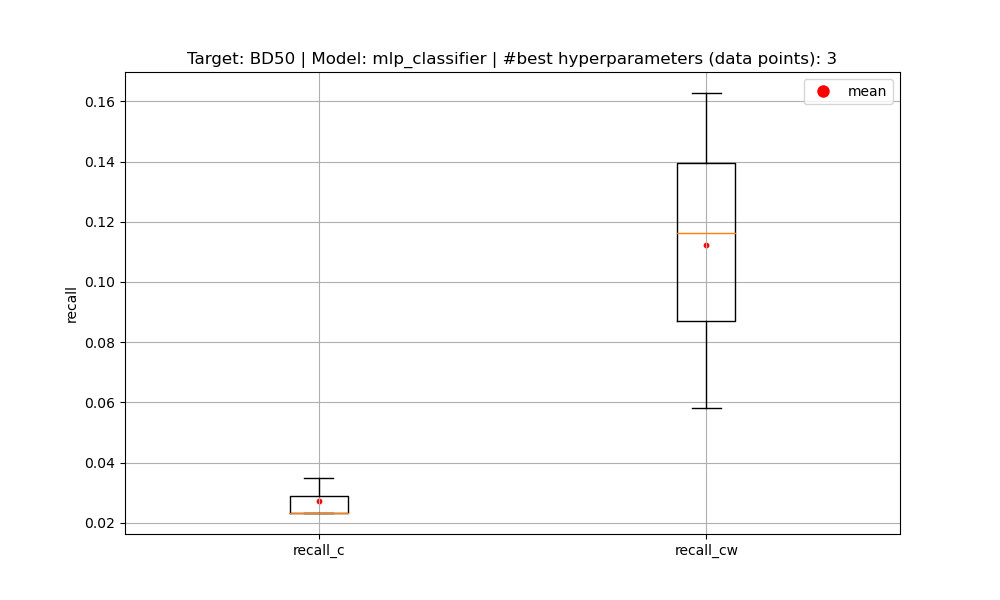 Target: BD50 | Model: mlp_classifier | #best hyperparameters (data points): 3
mean
0.16
0.14
0.12
0.10
0.08
0.06
0.04
0.02
recall
recall_c
recall_cw